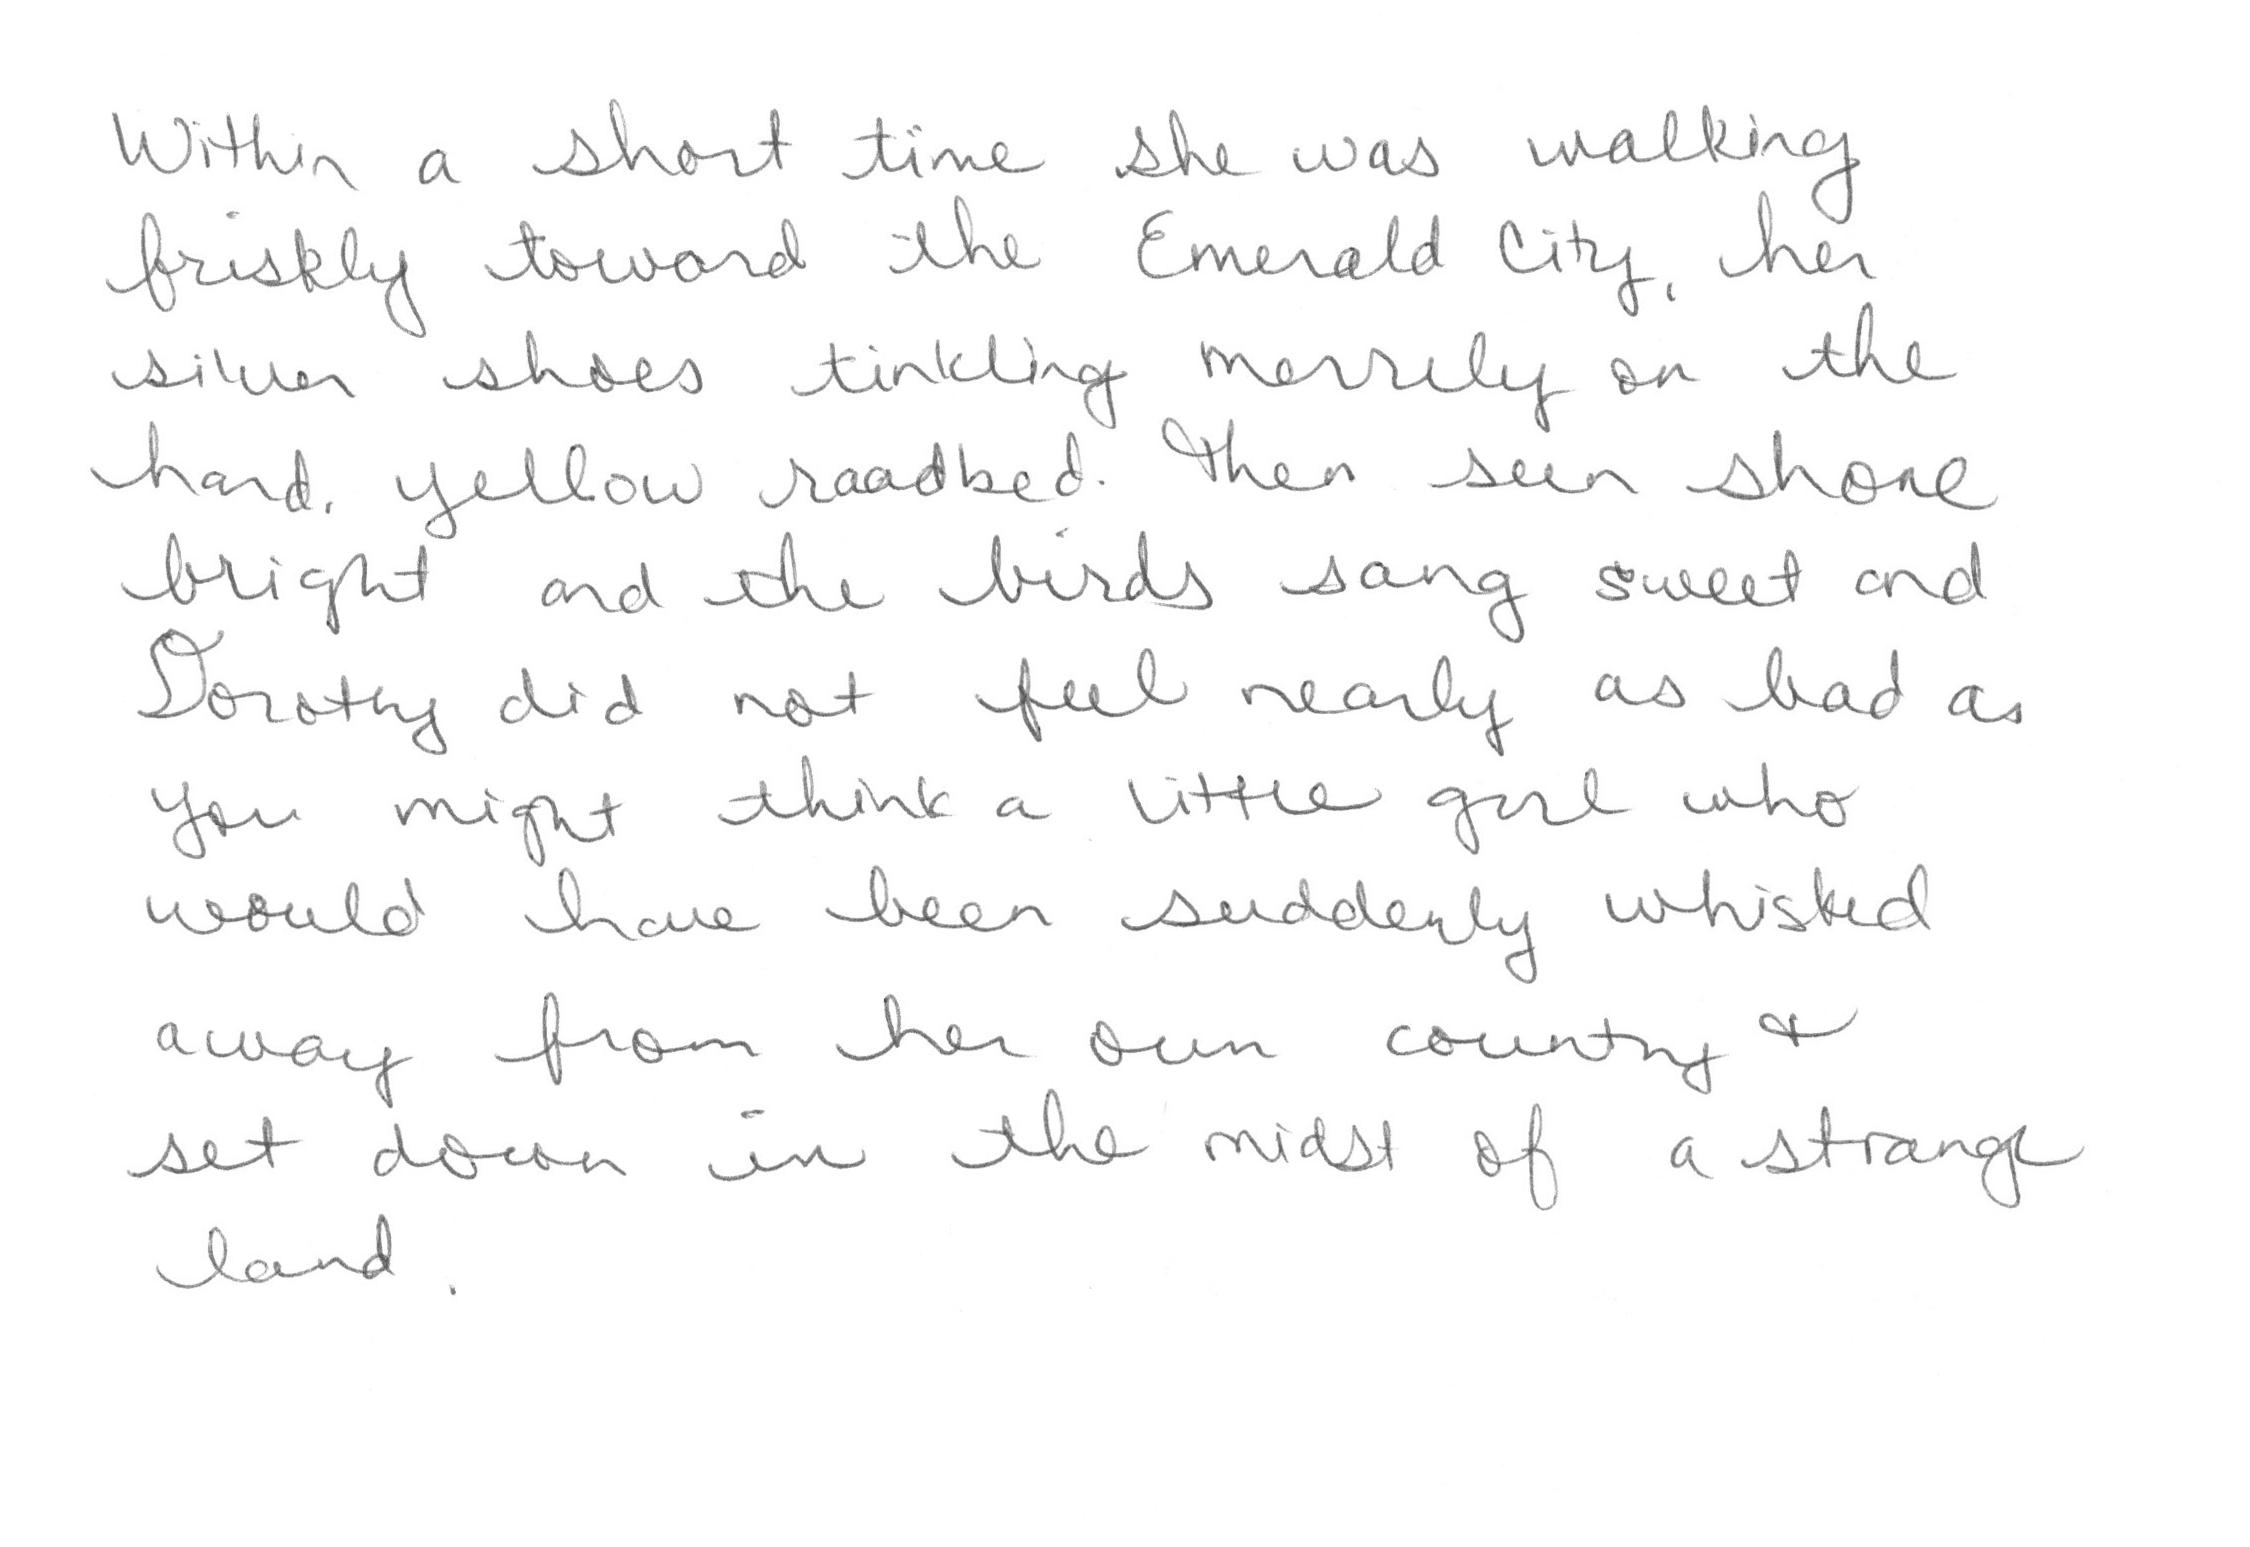 Within a short time she was walking
friskly toward the Emerald City, her
silver shoes tinkling merrily on the
hard, yellow raadbed. Then sun shone
bright and the birds sang sweet and
Dorothy did not feel nearly as bad as
you might think a little girl who
would have been suddenly whisked
away from her own country &
set down in the midst of a strange
land.